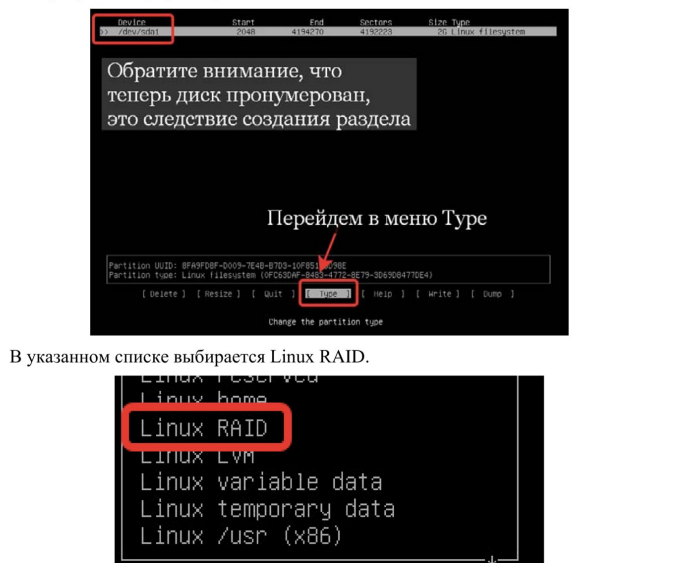 Device Start End Sectors Size Type
>> /dev/sda1 2048 4194270 4192223 2G Linux filesystem
Обратите внимание, что
теперь диск пронумерован,
это следствие создания раздела
Перейдем в меню Type
Partition UUID: 8FA9FD8F-D009-7E4B-B7D3-10F851
Partition type: Linux filesystem (0FC63DAF-8483-4772-8E79-3D69D8477DE4)
[ Delete ] [ Resize ] [ Quit ] [ Type ] [ Help ] [ Write ] [ Dump ]
Change the partition type
В указанном списке выбирается Linux RAID.
Linux reserved
Linux home
Linux RAID
Linux LVM
Linux variable data
Linux temporary data
Linux /usr (x86)